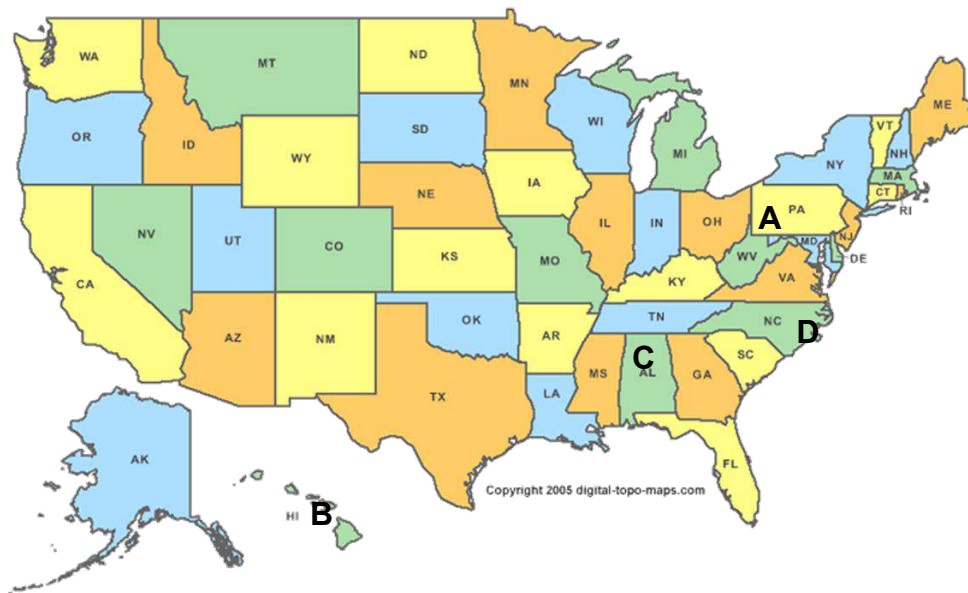 WA
MT
ND
MN
OR
ID
WY
SD
WI
MI
ME
VT
NH
NY
MA
CT
RI
NV
UT
CO
NE
IA
IL
IN
OH
A
PA
NJ
MD
DE
WV
VA
CA
KS
MO
KY
AZ
NM
OK
AR
TN
NC
D
TX
LA
MS
C
AL
GA
SC
FL
AK
HI
B
Copyright 2005 digital-topo-maps.com